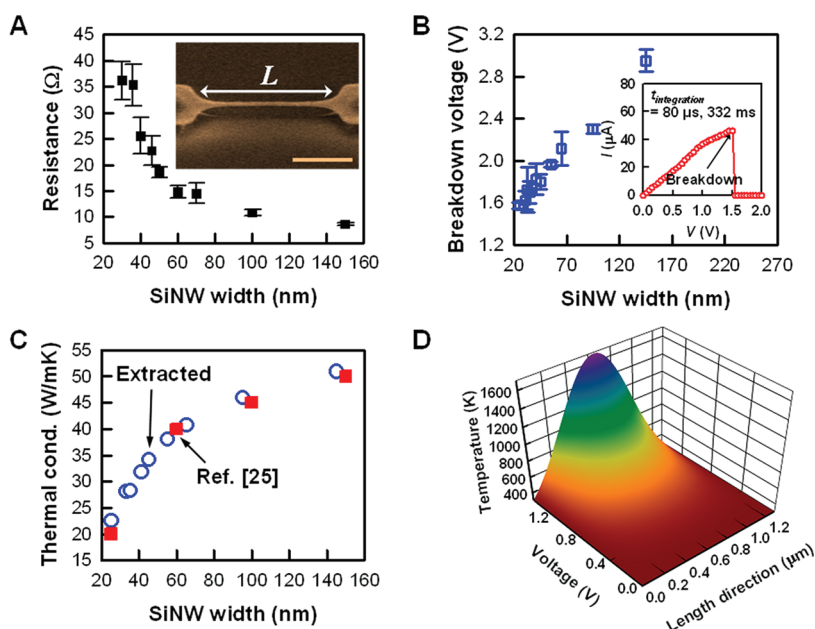 A
Resistance (Ω)
45
40
35
30
25
20
15
10
5
20 40 60 80 100 120 140 160
SiNW width (nm)
L
B
Breakdown voltage (V)
3.2
2.8
2.4
2.0
1.6
1.2
20 70 120 170 220 270
SiNW width (nm)
t integration
= 80 μs, 332 ms
I (μA)
80
60
40
20
0
Breakdown
0.0 0.5 1.0 1.5 2.0
V (V)
C
Thermal cond. (W/mK)
55
50
45
40
35
30
25
20
15
20 40 60 80 100 120 140 160
SiNW width (nm)
Extracted
Ref. [25]
D
Temperature (K)
1600
1400
1200
1000
800
600
400
1.2
0.8
0.4
0.0
Voltage (V)
0.0 0.2 0.4 0.6 0.8 1.0 1.2
Length direction (μm)